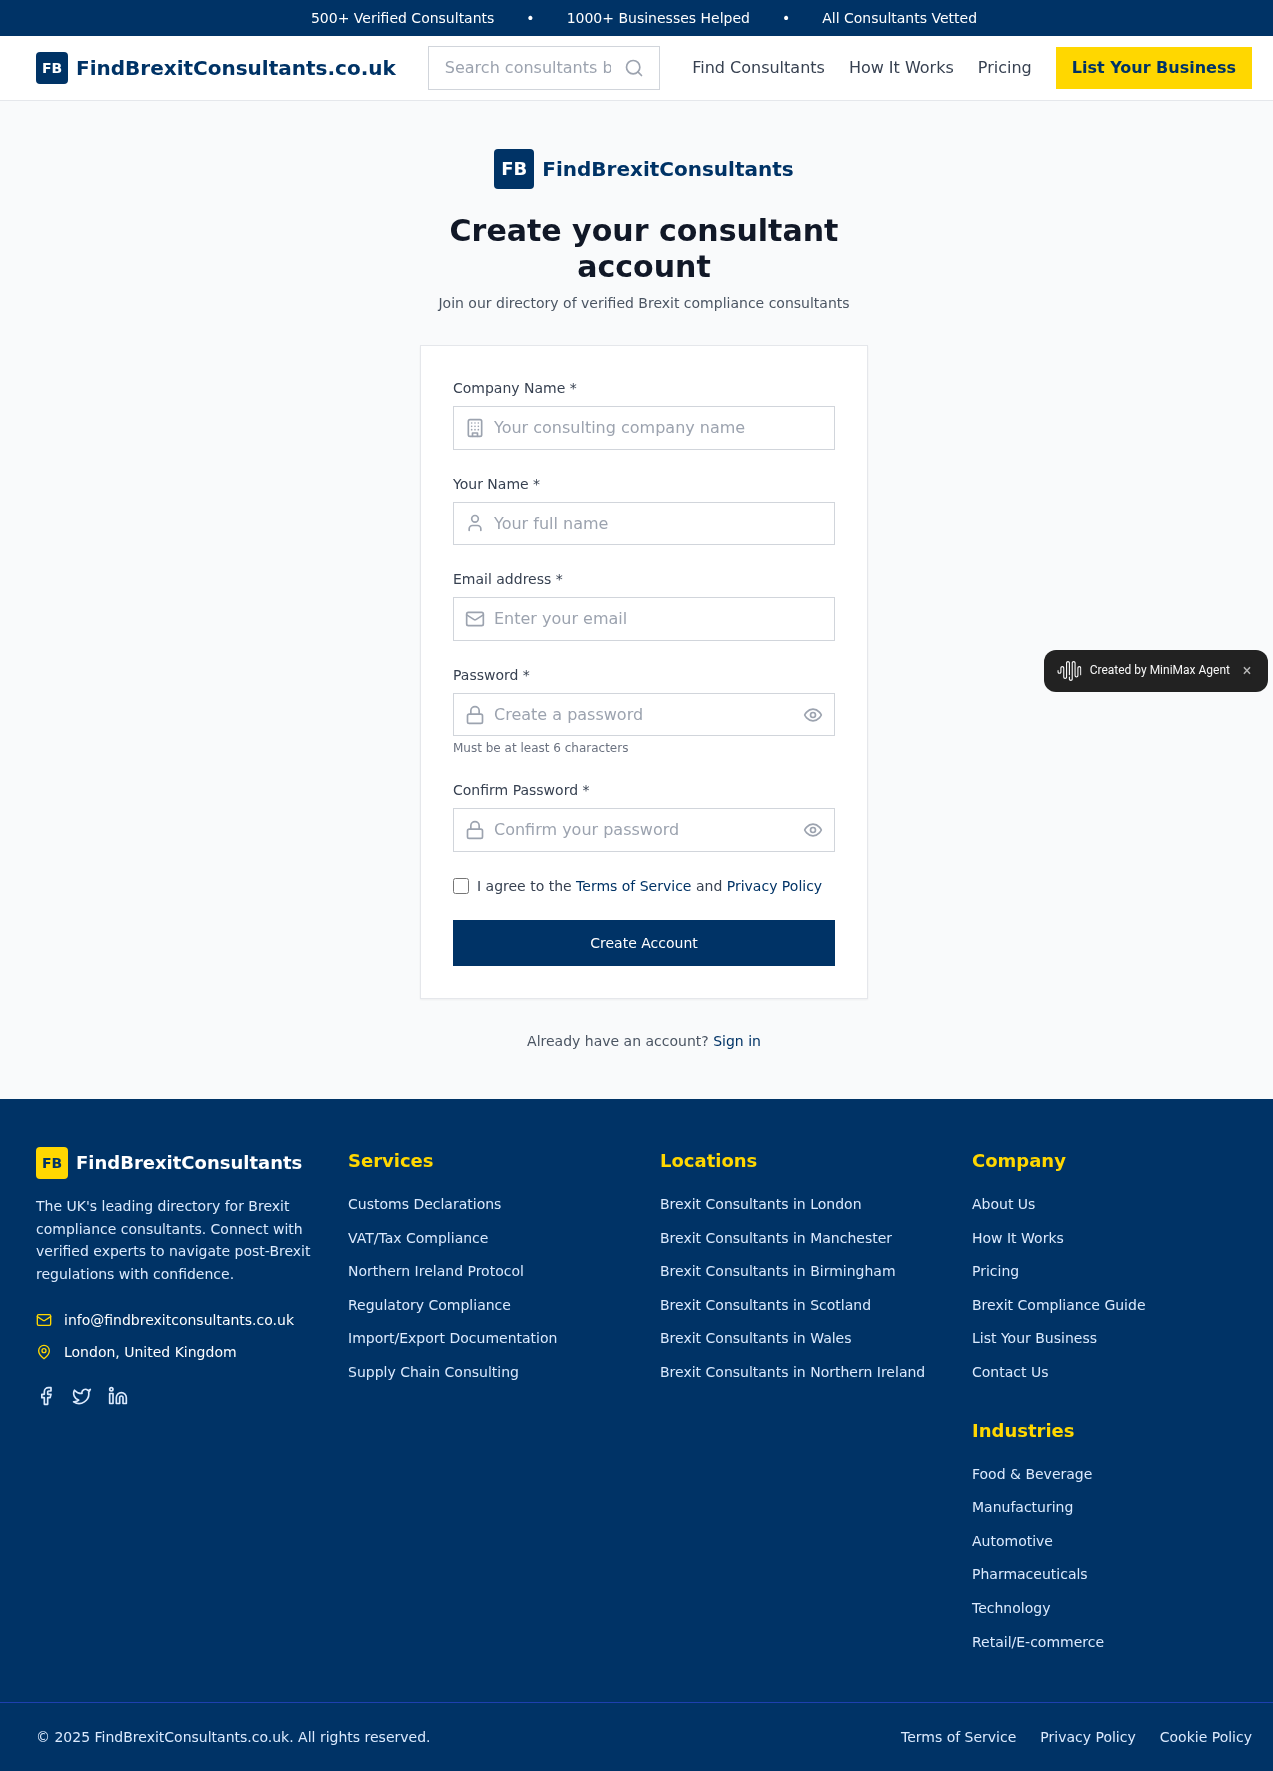 500+ Verified Consultants • 1000+ Businesses Helped • All Consultants Vetted
FB FindBrexitConsultants.co.uk Search consultants b Find Consultants How It Works Pricing List Your Business
FB FindBrexitConsultants
Create your consultant
account
Join our directory of verified Brexit compliance consultants
Company Name *
Your consulting company name
Your Name *
Your full name
Email address *
Enter your email
Created by MiniMax Agent ×
Password *
Create a password
Must be at least 6 characters
Confirm Password *
Confirm your password
I agree to the Terms of Service and Privacy Policy
Create Account
Already have an account? Sign in
FB FindBrexitConsultants
The UK's leading directory for Brexit
compliance consultants. Connect with
verified experts to navigate post-Brexit
regulations with confidence.
info@findbrexitconsultants.co.uk
London, United Kingdom
Services
Customs Declarations
VAT/Tax Compliance
Northern Ireland Protocol
Regulatory Compliance
Import/Export Documentation
Supply Chain Consulting
Locations
Brexit Consultants in London
Brexit Consultants in Manchester
Brexit Consultants in Birmingham
Brexit Consultants in Scotland
Brexit Consultants in Wales
Brexit Consultants in Northern Ireland
Company
About Us
How It Works
Pricing
Brexit Compliance Guide
List Your Business
Contact Us
Industries
Food & Beverage
Manufacturing
Automotive
Pharmaceuticals
Technology
Retail/E-commerce
© 2025 FindBrexitConsultants.co.uk. All rights reserved. Terms of Service Privacy Policy Cookie Policy